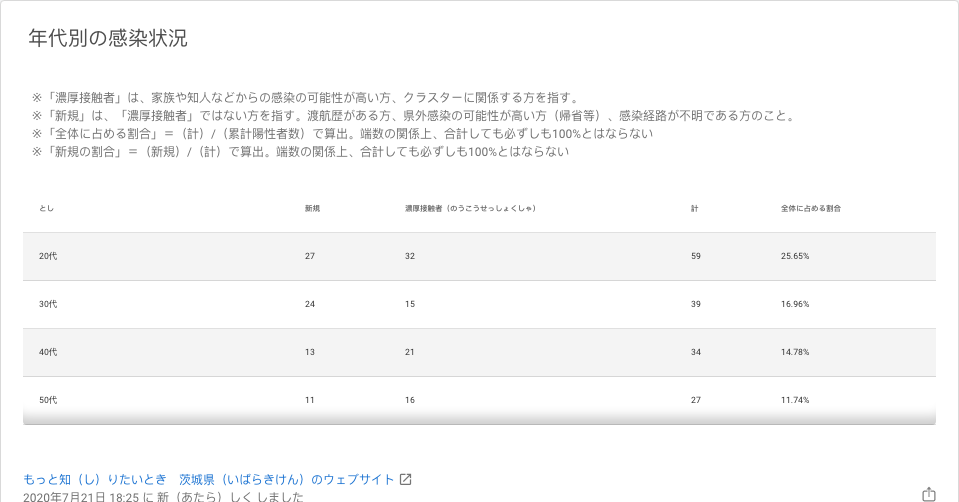 年代別の感染状況
※「濃厚接触者」は、家族や知人などからの感染の可能性が高い方、クラスターに関係する方を指す。
※「新規」は、「濃厚接触者」ではない方を指す。渡航歴がある方、県外感染の可能性が高い方（帰省等）、感染経路が不明である方のこと。
※「全体に占める割合」＝（計）/（累計陽性者数）で算出。端数の関係上、合計しても必ずしも100%とはならない
※「新規の割合」＝（新規）/（計）で算出。端数の関係上、合計しても必ずしも100%とはならない
とし 新規 濃厚接触者（のうこうせっしょくしゃ） 計 全体に占める割合
20代 27 32 59 25.65%
30代 24 15 39 16.96%
40代 13 21 34 14.78%
50代 11 16 27 11.74%
もっと知（し）りたいとき　茨城県（いばらきけん）のウェブサイト
2020年7月21日 18:25 に 新（あたら）しく しました